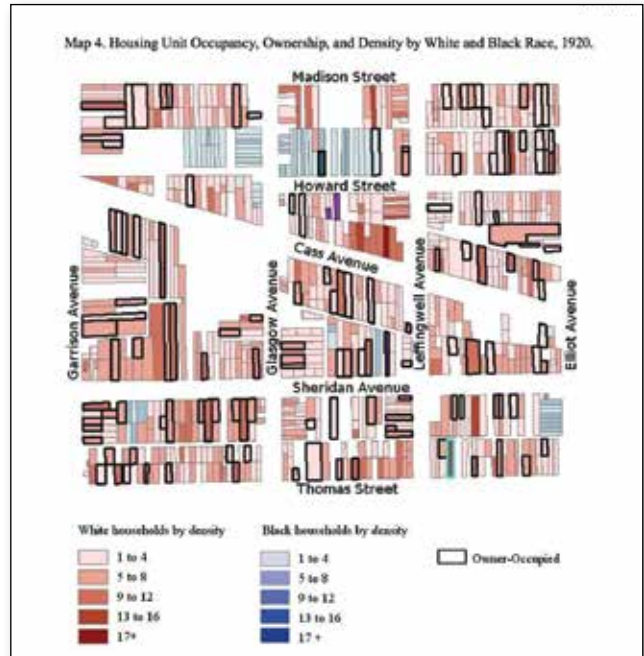 Map 4. Housing Unit Occupancy, Ownership, and Density by White and Black Race, 1920.
Madison Street
Howard Street
Cass Avenue
Garrison Avenue
Glasgow Avenue
Leffingwell Avenue
Elliot Avenue
Sheridan Avenue
Thomas Street
White households by density
1 to 4
5 to 8
9 to 12
13 to 16
17+
Black households by density
1 to 4
5 to 8
9 to 12
13 to 16
17 +
Owner-Occupied